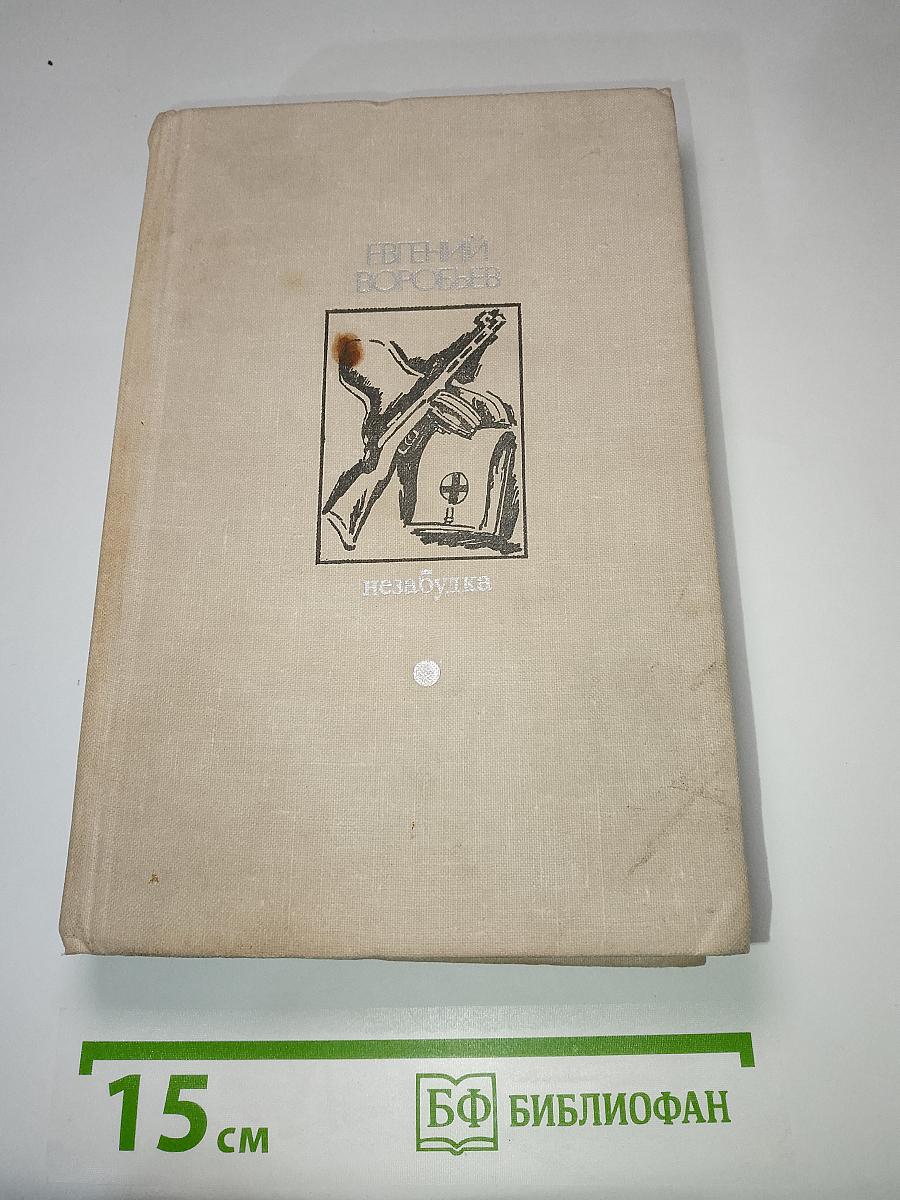 ЕВГЕНИЙ
ВОРОБЬЕВ
незабудка
15 см
БФ БИБЛИОФАН